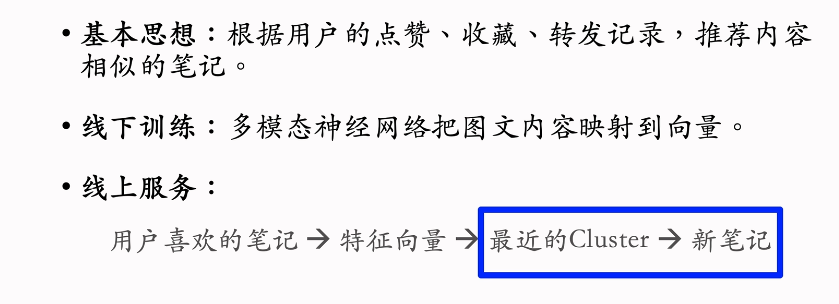 • 基本思想：根据用户的点赞、收藏、转发记录，推荐内容
相似的笔记。
• 线下训练：多模态神经网络把图文内容映射到向量。
• 线上服务：
用户喜欢的笔记 → 特征向量 → 最近的Cluster → 新笔记